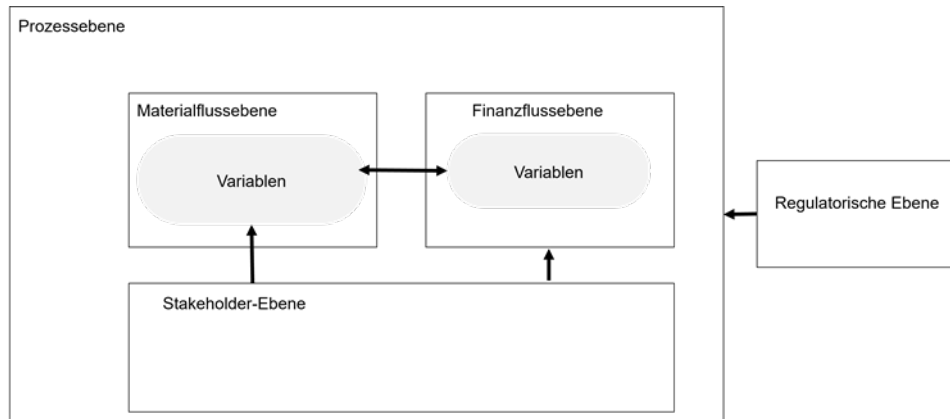 Prozessebene
Materialflussebene
Finanzflussebene
Variablen
Variablen
Regulatorische Ebene
Stakeholder-Ebene